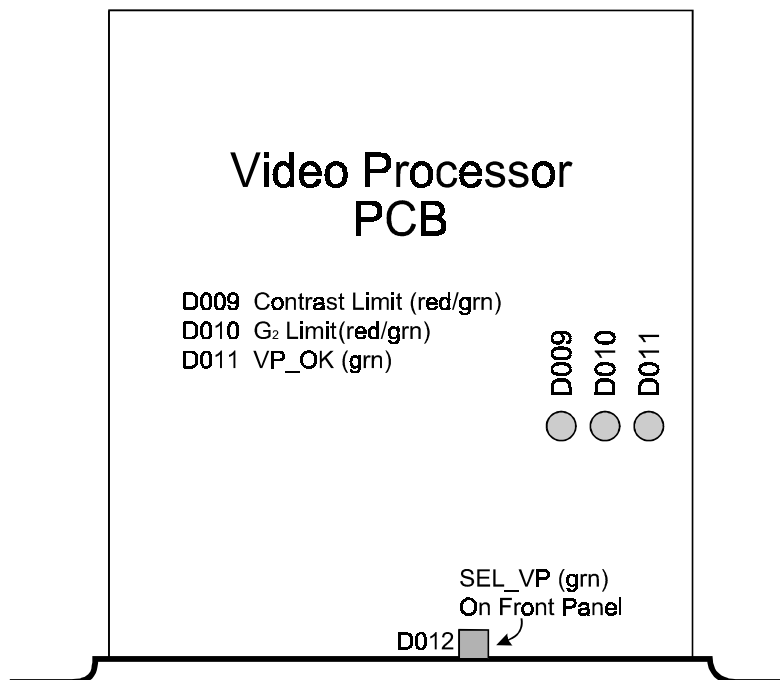 Video Processor
PCB
D009 Contrast Limit (red/grn)
D010 G₂ Limit(red/grn)
D011 VP_OK (grn)
D009
D010
D011
SEL_VP (grn)
On Front Panel
D012